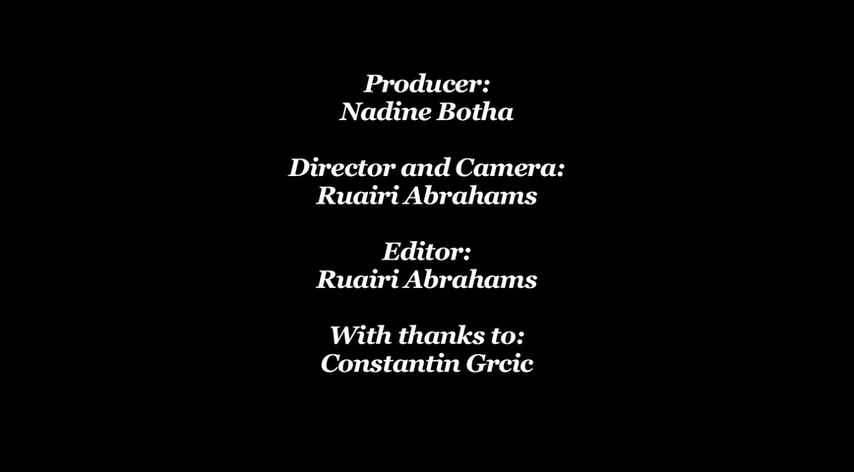 Producer:
Nadine Botha
Director and Camera:
Ruairi Abrahams
Editor:
Ruairi Abrahams
With thanks to:
Constantin Grcic